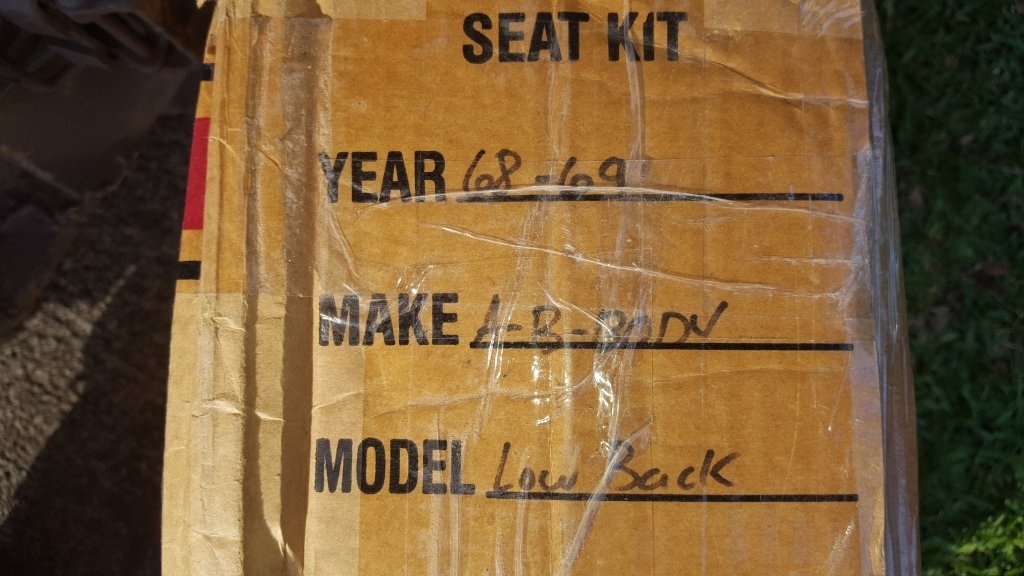 SEAT KIT
YEAR 68-69
MAKE A-B-BODY
MODEL Low Back